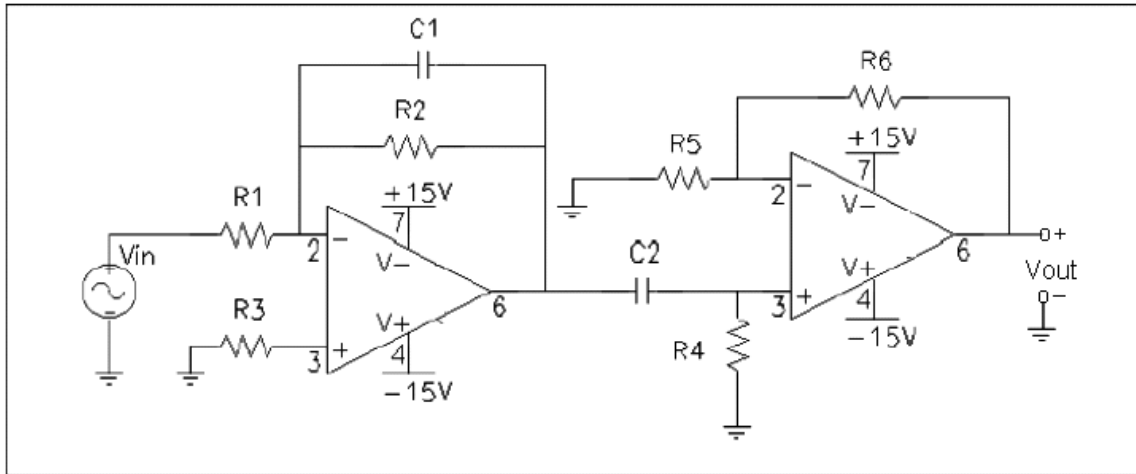 C1
R2
R1
+15V
7
2
-
V-
Vin
R3
V+
6
3
+
4
-15V
C2
R6
R5
+15V
7
2
-
V-
V+
6
3
+
4
-15V
R4
+
Vout
-